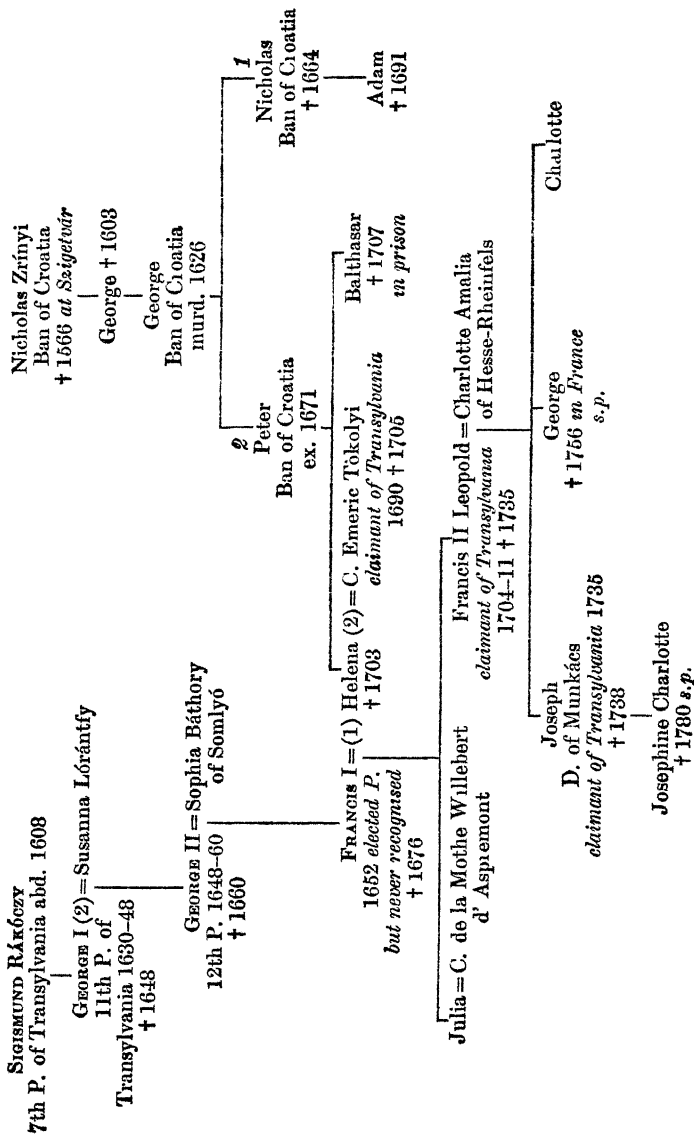 SIGISMUND RÁKÓCZY
7th P. of Transylvania abd. 1608
GEORGE I (2)=Susanna Lórántfy
11th P. of
Transylvania 1630–48
† 1648
GEORGE II=Sophia Báthory
12th P. 1648–60 of Somlyó
† 1660
Nicholas Zrínyi
Ban of Croatia
† 1566 at Szigetvár
George † 1603
George
Ban of Croatia
murd. 1626
2
Peter
Ban of Croatia
ex. 1671
1
Nicholas
Ban of Croatia
† 1664
Adam
† 1691
FRANCIS I=(1) Helena (2)=C. Emeric Tökolyi
1652 elected P. † 1703 claimant of Transylvania
but never recognised 1690 † 1705
† 1676
Balthasar
† 1707
in prison
Julia=C. de la Mothe Willebert
d' Aspremont
Francis II Leopold=Charlotte Amalia
claimant of Transylvania of Hesse-Rheinfels
1704–11 † 1735
Joseph
D. of Munkács
claimant of Transylvania 1735
† 1738
Josephine Charlotte
† 1780 s.p.
George
† 1756 in France
s.p.
Charlotte